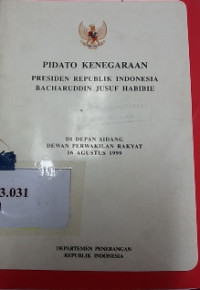 PIDATO KENEGARAAN
PRESIDEN REPUBLIK INDONESIA
BACHARUDDIN JUSUF HABIBIE
DI DEPAN SIDANG
DEWAN PERWAKILAN RAKYAT
16 AGUSTUS 1999
3.031
DEPARTEMEN PENERANGAN
REPUBLIK INDONESIA